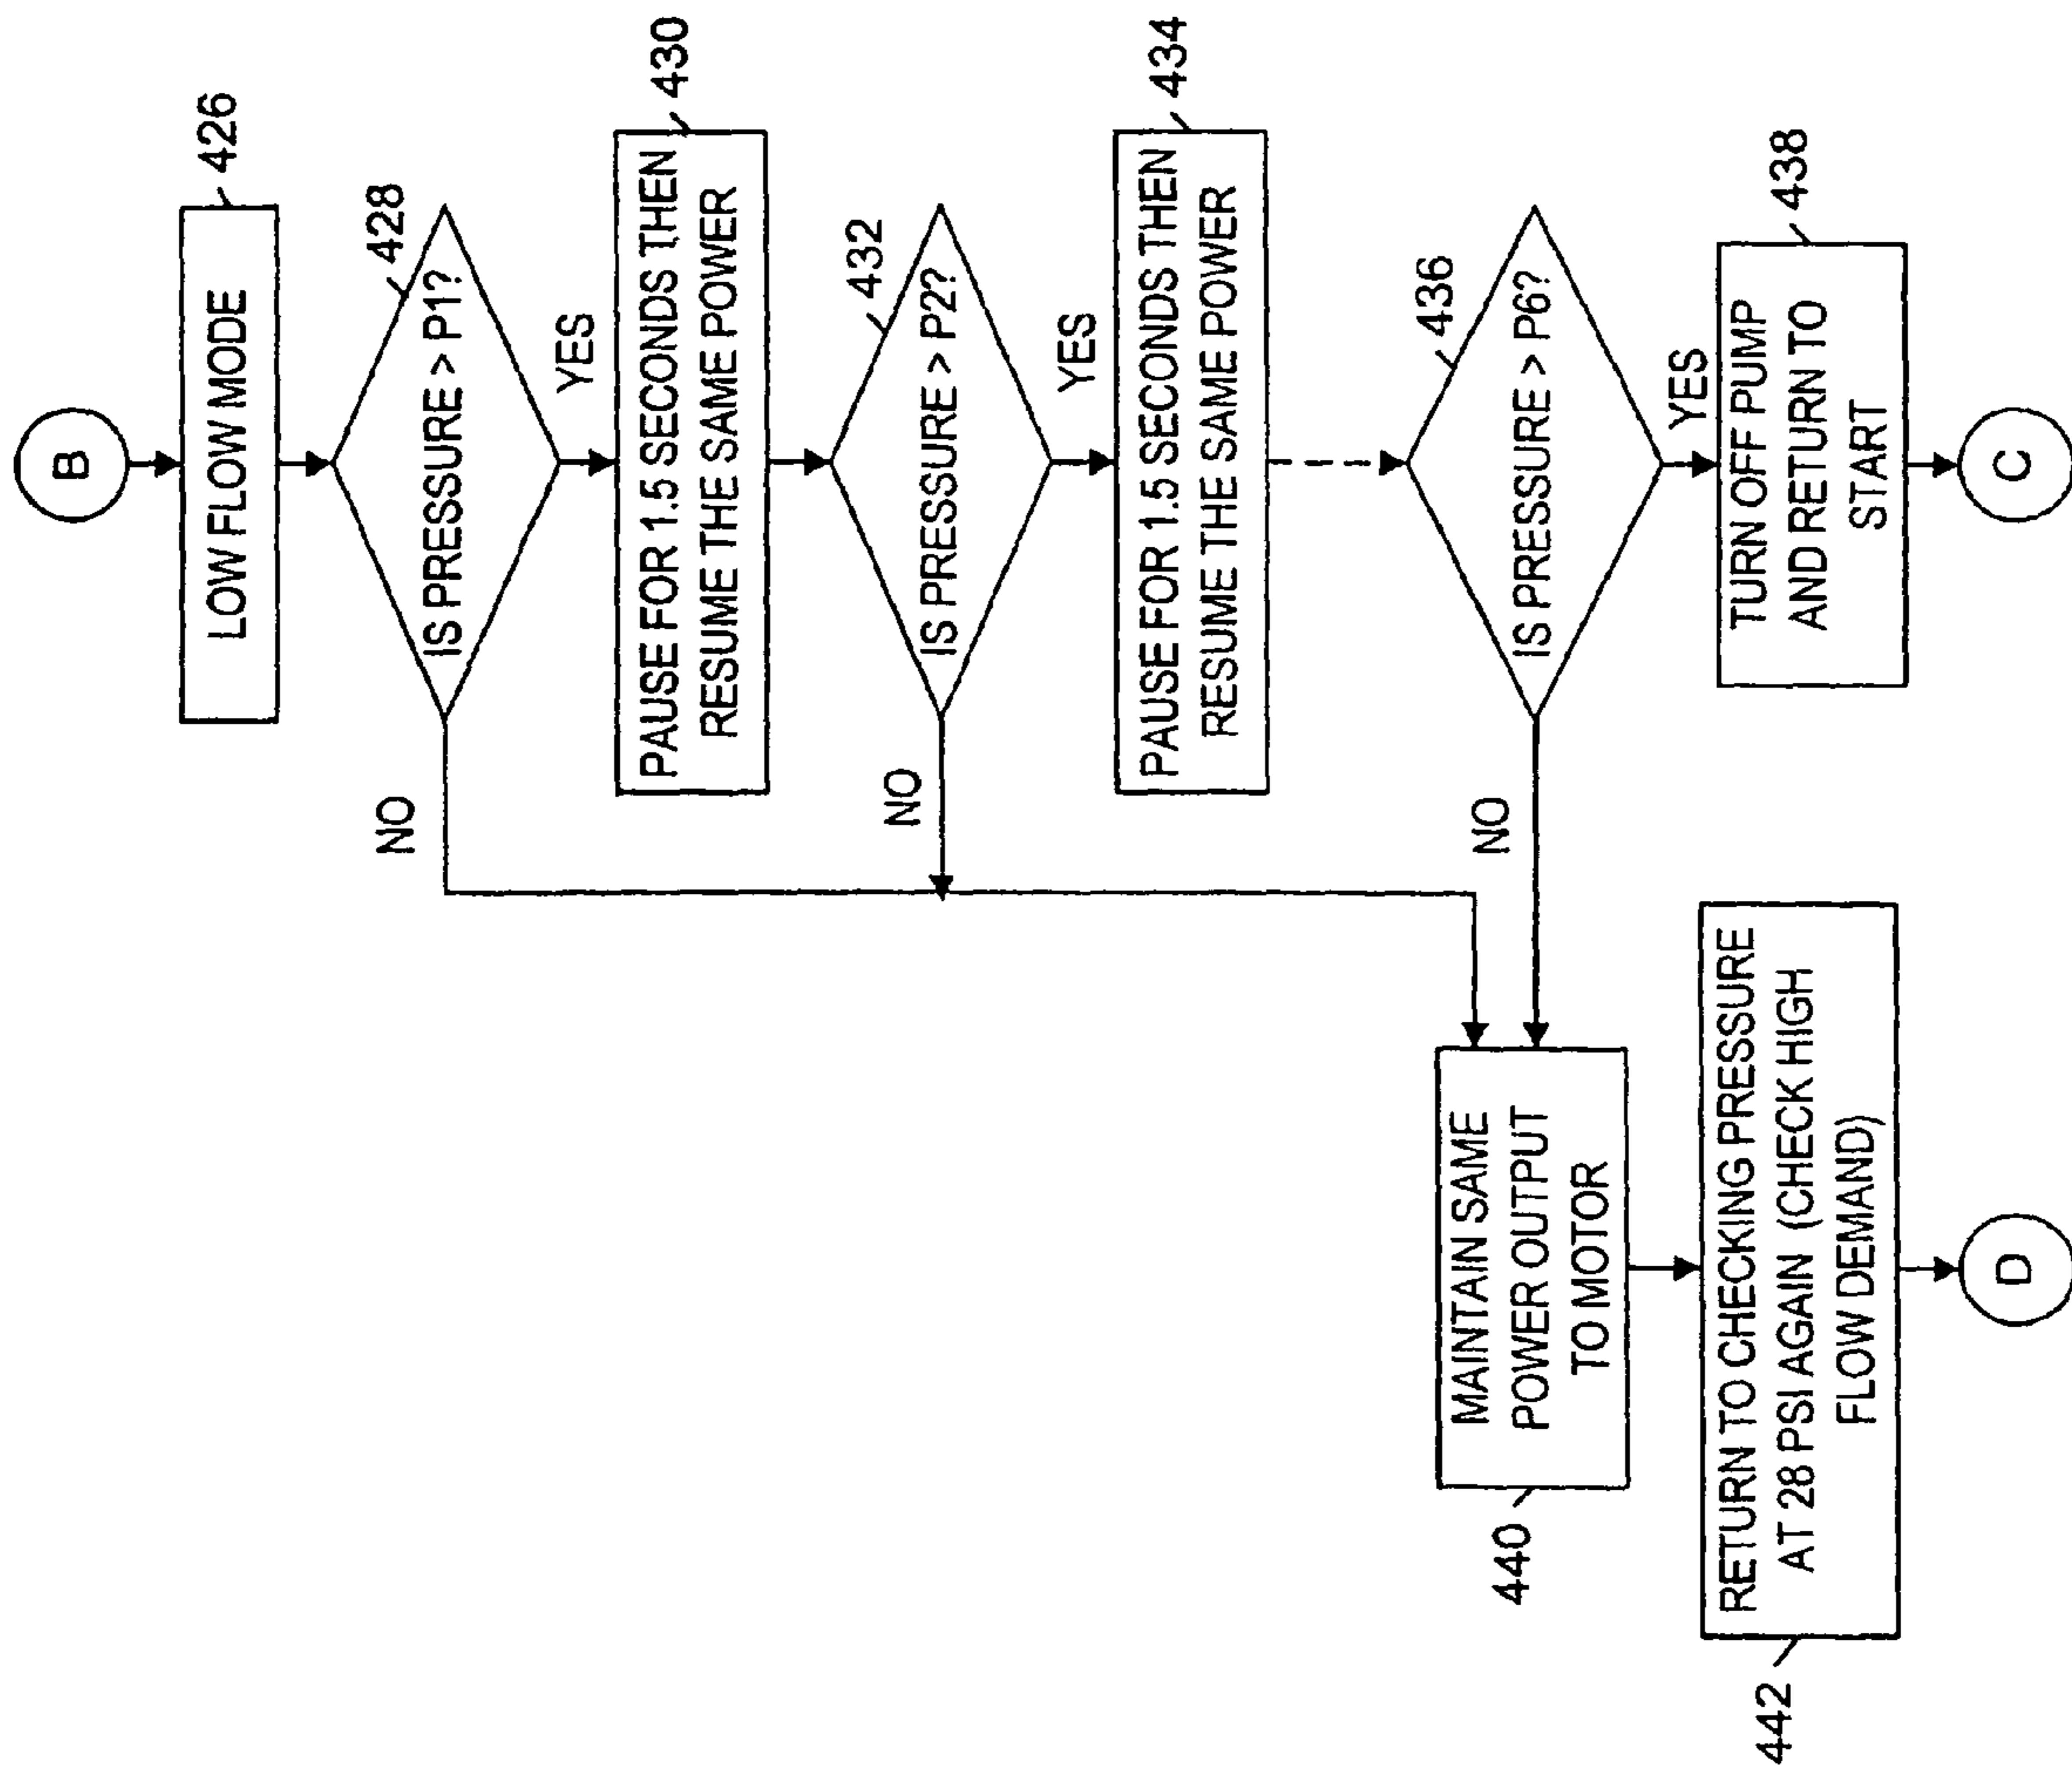 B
LOW FLOW MODE
426
IS PRESSURE > P1?
428
YES
NO
PAUSE FOR 1.5 SECONDS THEN
RESUME THE SAME POWER
430
IS PRESSURE > P2?
432
YES
NO
PAUSE FOR 1.5 SECONDS THEN
RESUME THE SAME POWER
434
IS PRESSURE > P6?
436
YES
NO
TURN OFF PUMP
AND RETURN TO
START
438
C
MAINTAIN SAME
POWER OUTPUT
TO MOTOR
440
RETURN TO CHECKING PRESSURE
AT 28 PSI AGAIN (CHECK HIGH
FLOW DEMAND)
442
D